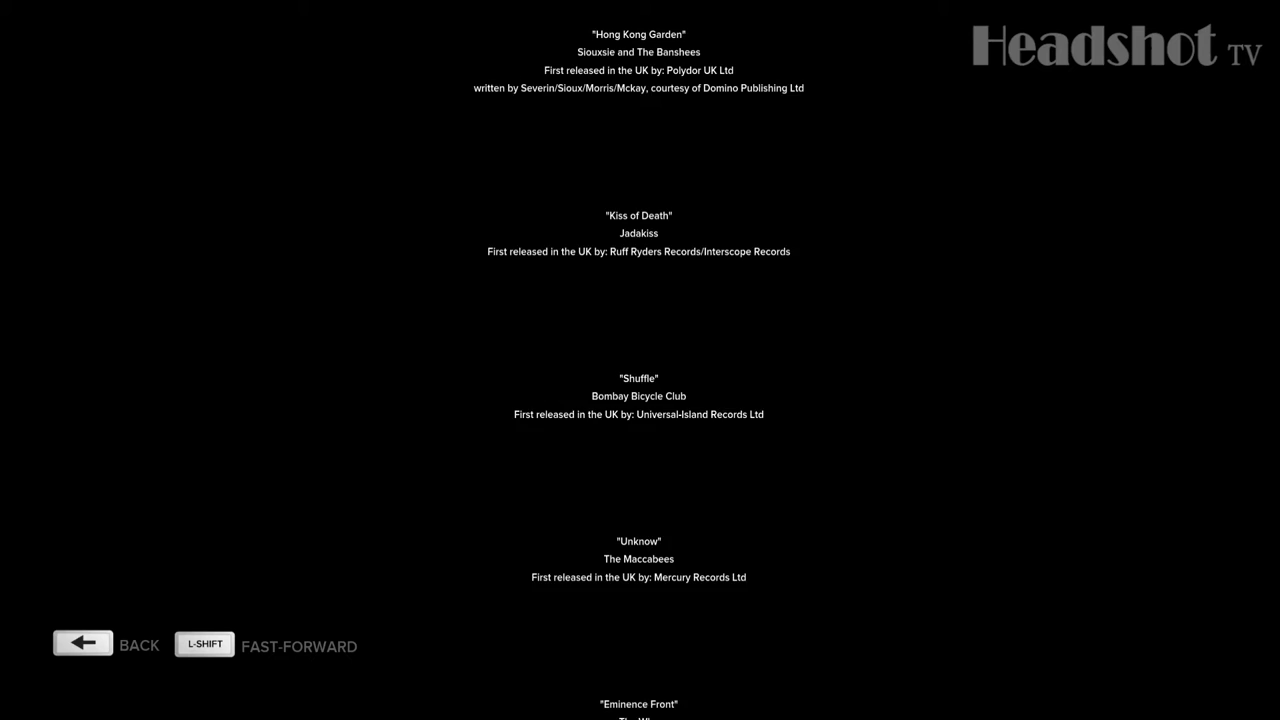 "Hong Kong Garden"
Siouxsie and The Banshees
First released in the UK by: Polydor UK Ltd
written by Severin/Sioux/Morris/Mckay, courtesy of Domino Publishing Ltd
Headshot TV
"Kiss of Death"
Jadakiss
First released in the UK by: Ruff Ryders Records/Interscope Records
"Shuffle"
Bombay Bicycle Club
First released in the UK by: Universal-Island Records Ltd
"Unknow"
The Maccabees
First released in the UK by: Mercury Records Ltd
BACK L-SHIFT FAST-FORWARD
"Eminence Front"